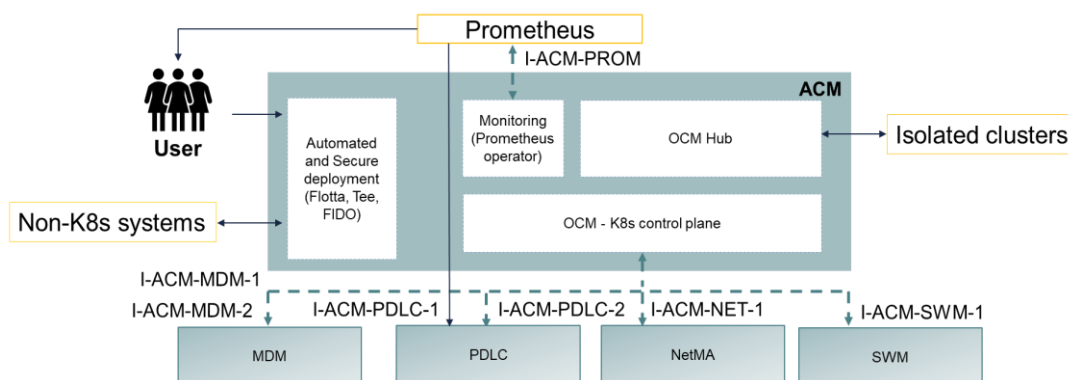 Prometheus
I-ACM-PROM
ACM
User
Automated
and Secure
deployment
(Flotta, Tee,
FIDO)
Monitoring
(Prometheus
operator)
OCM Hub
Isolated clusters
Non-K8s systems
OCM - K8s control plane
I-ACM-MDM-1
I-ACM-MDM-2
I-ACM-PDLC-1
I-ACM-PDLC-2
I-ACM-NET-1
I-ACM-SWM-1
MDM
PDLC
NetMA
SWM